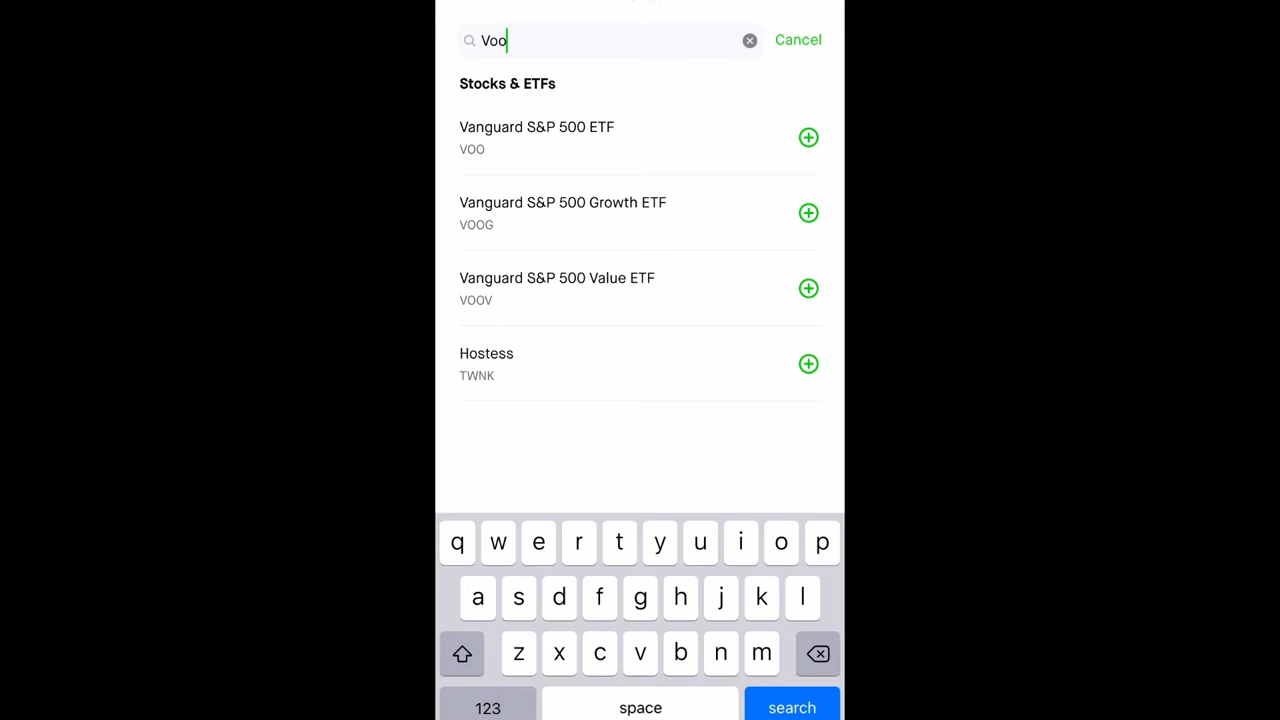 Voo
Cancel
Stocks & ETFs
Vanguard S&P 500 ETF
VOO
Vanguard S&P 500 Growth ETF
VOOG
Vanguard S&P 500 Value ETF
VOOV
Hostess
TWNK
q w e r t y u i o p
a s d f g h j k l
z x c v b n m
123 space search